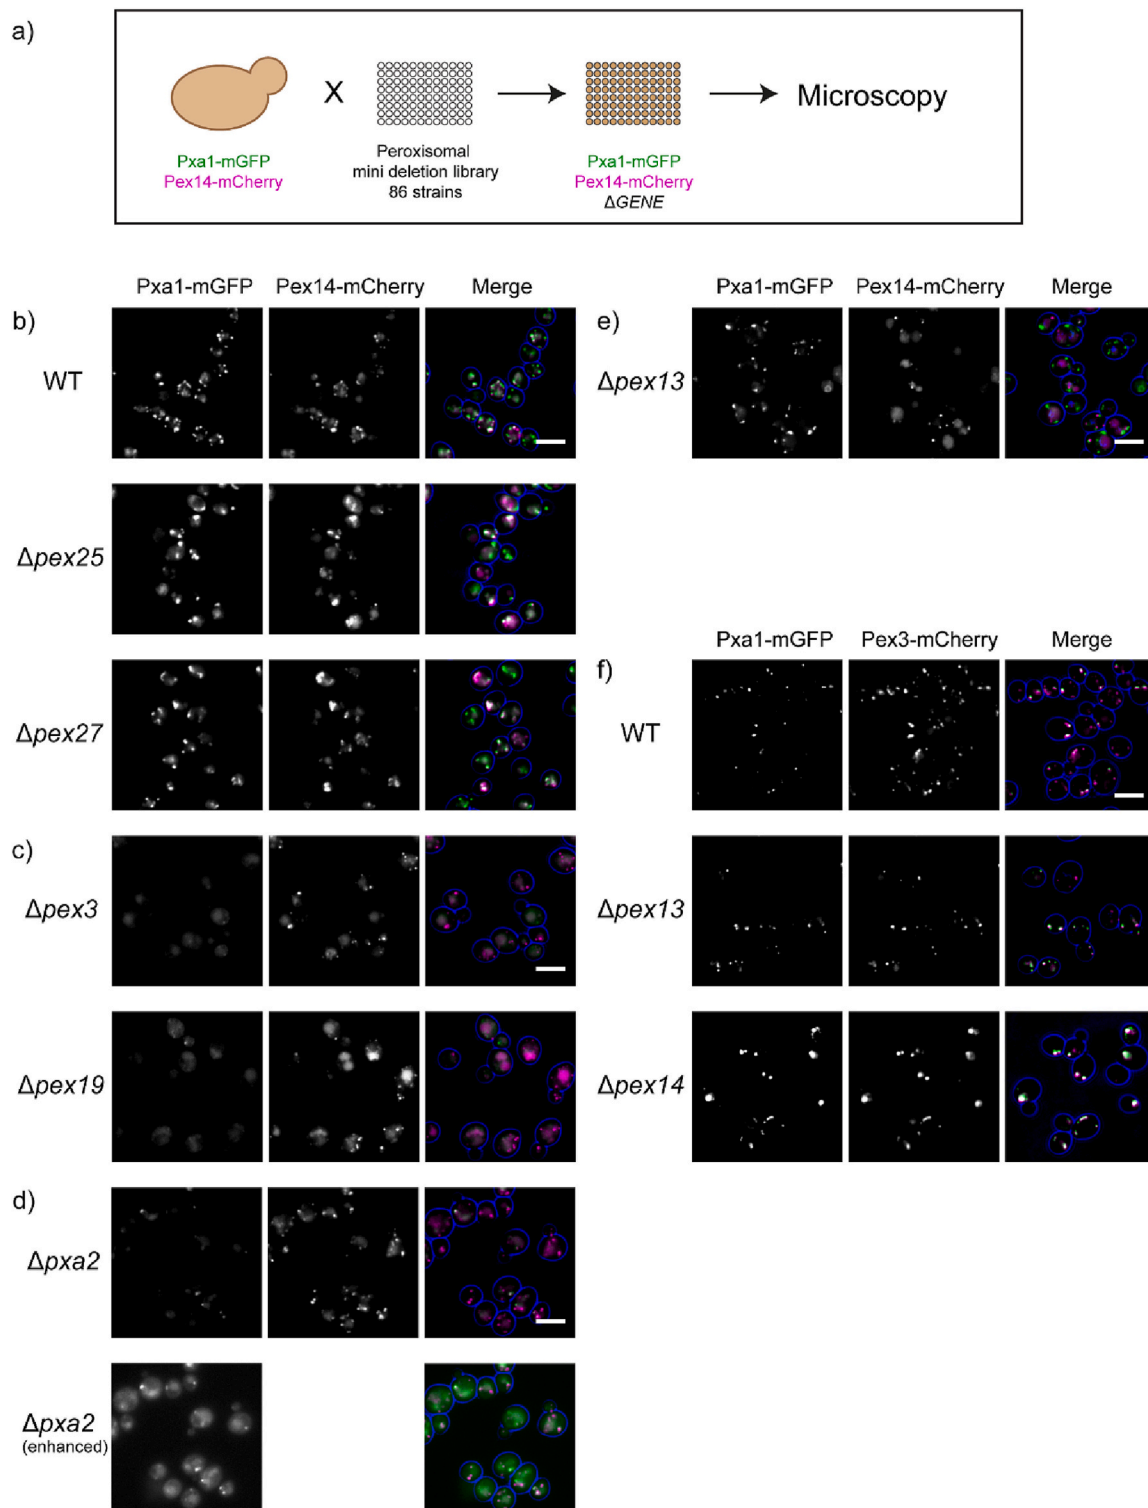 a)
X
Microscopy
Pxa1-mGFP
Pex14-mCherry
Peroxisomal
mini deletion library
86 strains
Pxa1-mGFP
Pex14-mCherry
ΔGENE
Pxa1-mGFP Pex14-mCherry Merge
b)
WT
Δpex25
Δpex27
c)
Δpex3
Δpex19
d)
Δpxa2
Δpxa2
(enhanced)
Pxa1-mGFP Pex14-mCherry Merge
e)
Δpex13
Pxa1-mGFP Pex3-mCherry Merge
f)
WT
Δpex13
Δpex14